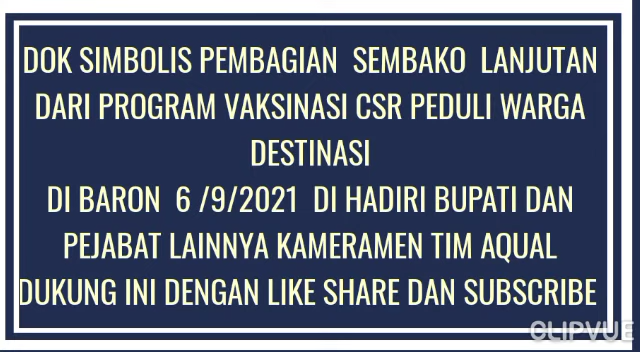 DOK SIMBOLIS PEMBAGIAN SEMBAKO LANJUTAN
DARI PROGRAM VAKSINASI CSR PEDULI WARGA
DESTINASI
DI BARON 6 /9/2021 DI HADIRI BUPATI DAN
PEJABAT LAINNYA KAMERAMEN TIM AQUAL
DUKUNG INI DENGAN LIKE SHARE DAN SUBSCRIBE
CLIPVUE